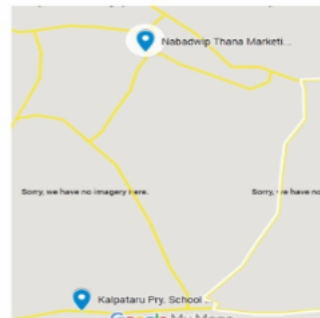 Nabadwip Thana Marketi...
Sorry, we have no imagery here.
Sorry, we have no
Kalpataru Pry. School ...
Google My Maps